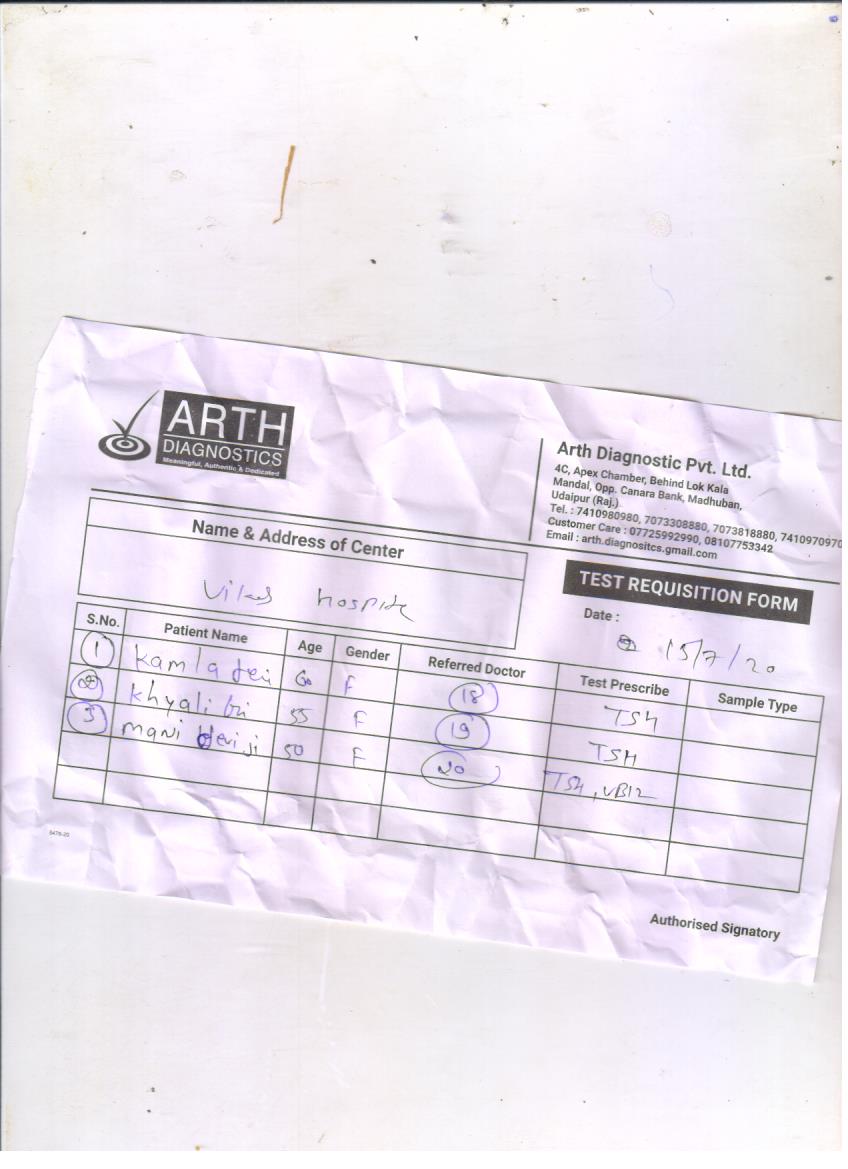 ARTH
DIAGNOSTICS
Meaningful, Authentic & Dedicated
Arth Diagnostic Pvt. Ltd.
4C, Apex Chamber, Behind Lok Kala
Mandal, Opp. Canara Bank, Madhuban,
Udaipur (Raj.)
Tel. : 7410980980, 7073308880, 7073818880, 7410970970
Customer Care : 07725992990, 08107753342
Email : arth.diagnositcs.gmail.com
Name & Address of Center
TEST REQUISITION FORM
hospite
Date :
15/7/20
S.No. Patient Name Age Gender Referred Doctor Test Prescribe Sample Type
1 Kamla 60 F 18 TSH
khyali 55 F 19 TSH
3 mani deviji 50 F 20 TSH, VB12
5476-20
Authorised Signatory